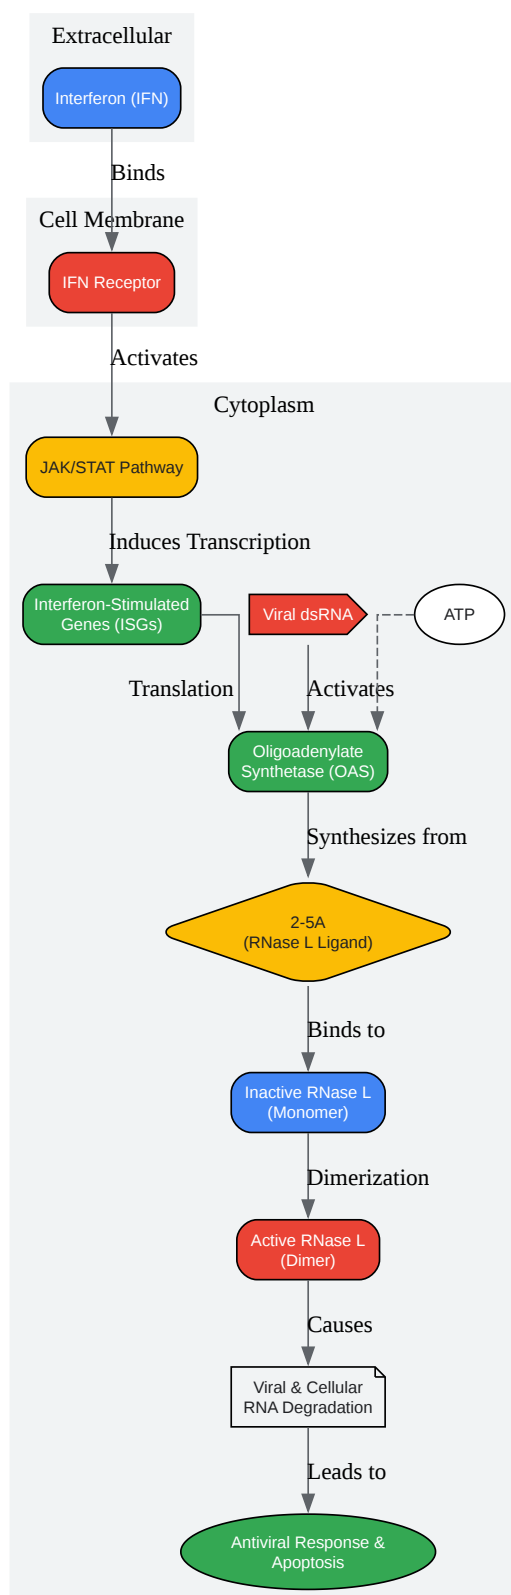 Extracellular
Interferon (IFN)
Binds
Cell Membrane
IFN Receptor
Activates
Cytoplasm
JAK/STAT Pathway
Induces Transcription
Interferon-Stimulated
Genes (ISGs)
Viral dsRNA
ATP
Translation
Activates
Oligoadenylate
Synthetase (OAS)
Synthesizes from
2-5A
(RNase L Ligand)
Binds to
Inactive RNase L
(Monomer)
Dimerization
Active RNase L
(Dimer)
Causes
Viral & Cellular
RNA Degradation
Leads to
Antiviral Response &
Apoptosis